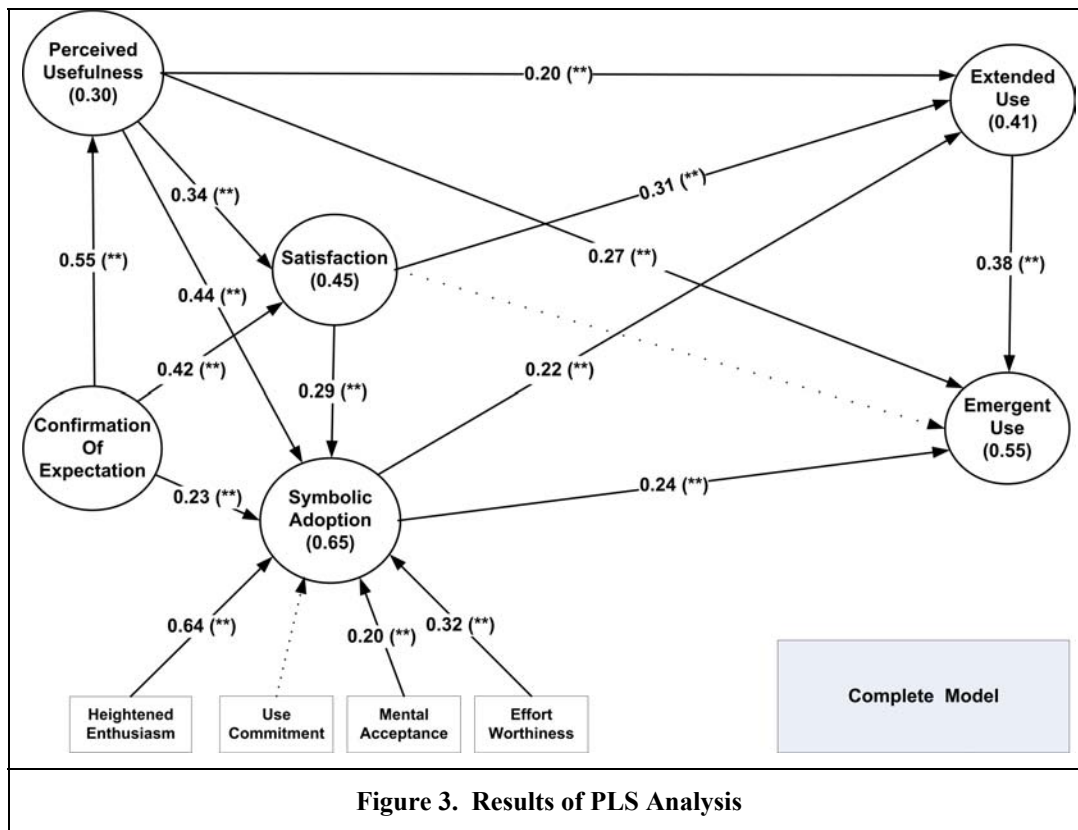 Perceived
Usefulness
(0.30)
0.20 (**)
Extended
Use
(0.41)
0.34 (**)
0.31 (**)
Satisfaction
(0.45)
0.55 (**)
0.27 (**)
0.38 (**)
0.44 (**)
0.42 (**)
0.29 (**)
0.22 (**)
Confirmation
Of
Expectation
Emergent
Use
(0.55)
0.23 (**)
Symbolic
Adoption
(0.65)
0.24 (**)
0.64 (**)
0.20 (**)
0.32 (**)
Heightened
Enthusiasm
Use
Commitment
Mental
Acceptance
Effort
Worthiness
Complete Model
Figure 3. Results of PLS Analysis